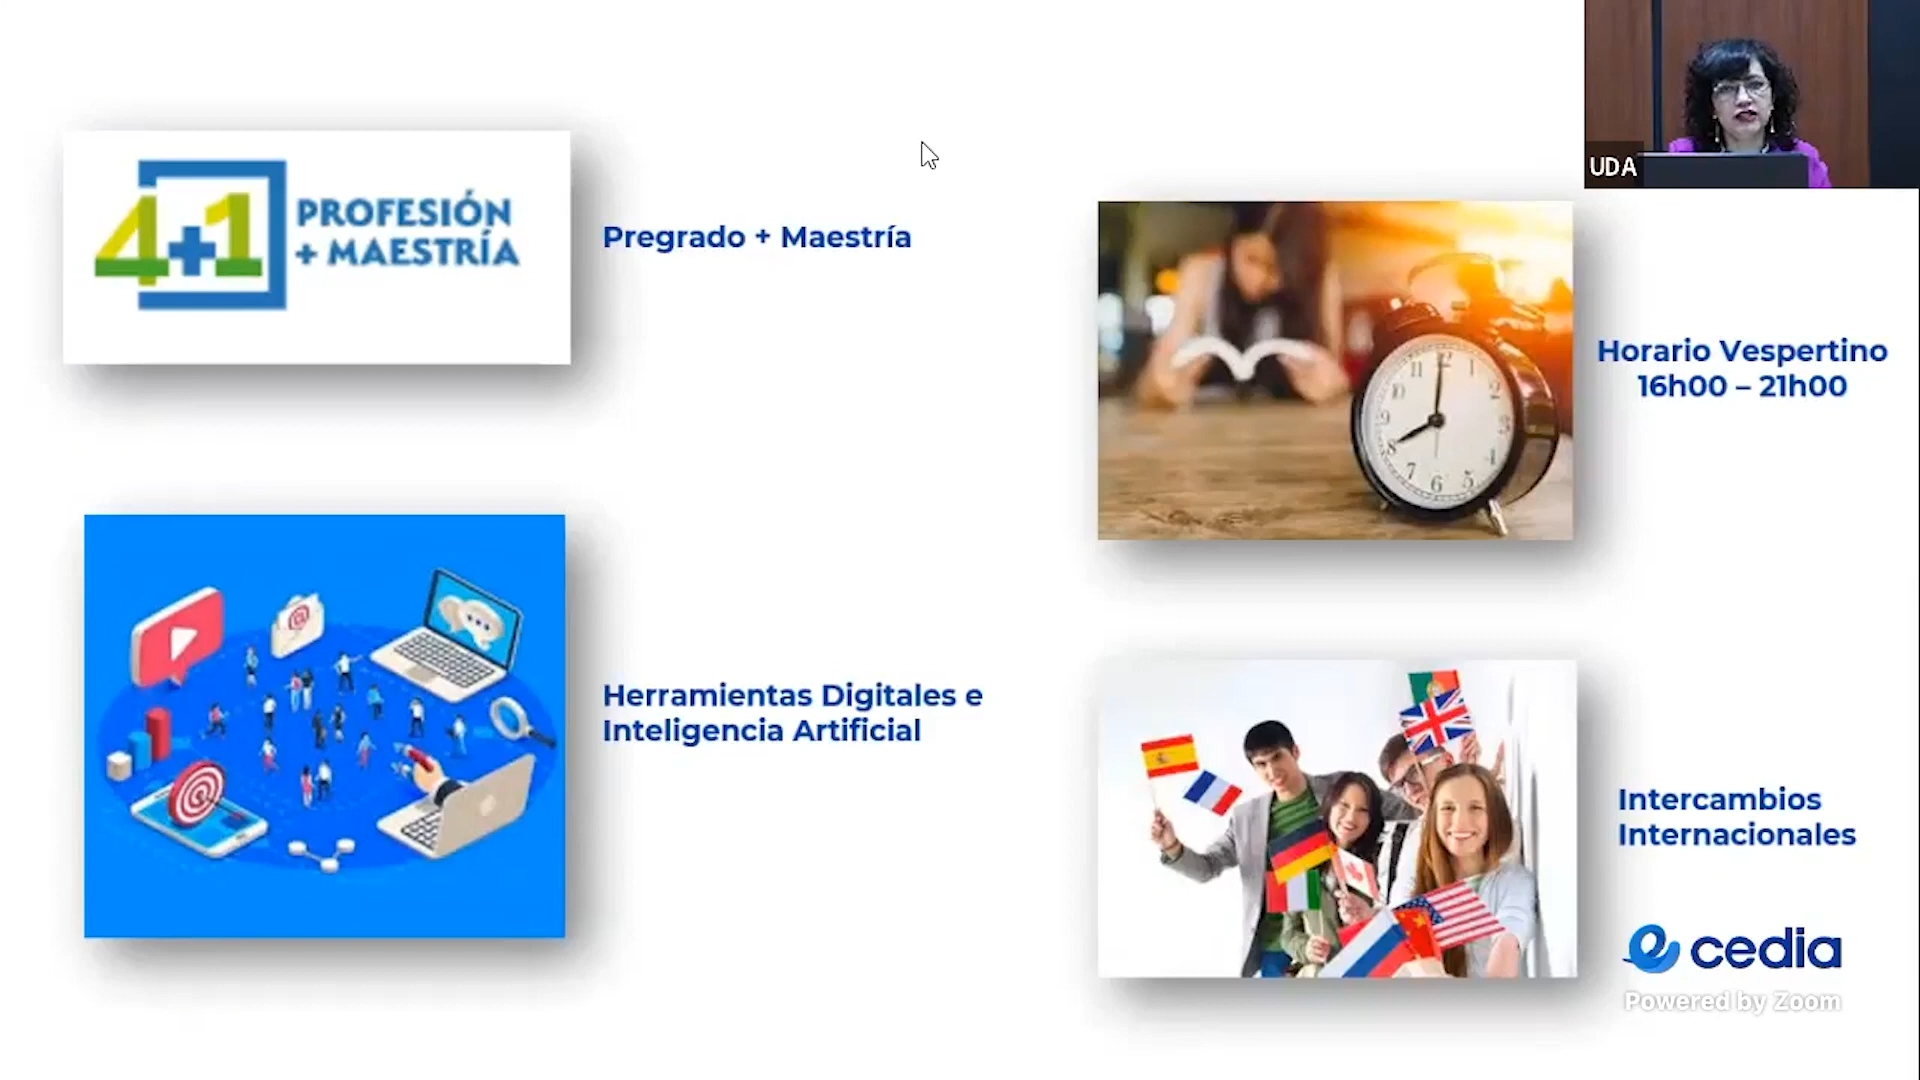 UDA
4+1
PROFESIÓN
+ MAESTRÍA
Pregrado + Maestría
Horario Vespertino
16h00 – 21h00
Herramientas Digitales e
Inteligencia Artificial
Intercambios
Internacionales
cedia
Powered by Zoom